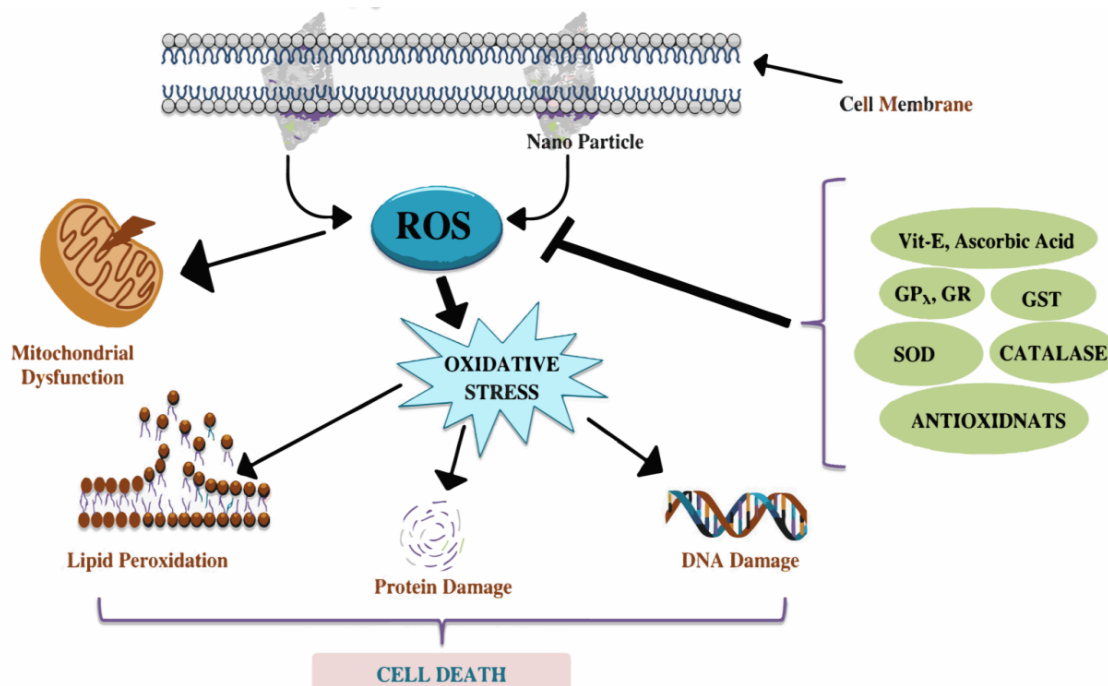 Cell Membrane
Nano Particle
ROS
Vit-E, Ascorbic Acid
GPX, GR
GST
SOD
CATALASE
ANTIOXIDNATS
Mitochondrial
Dysfunction
OXIDATIVE
STRESS
Lipid Peroxidation
Protein Damage
DNA Damage
CELL DEATH